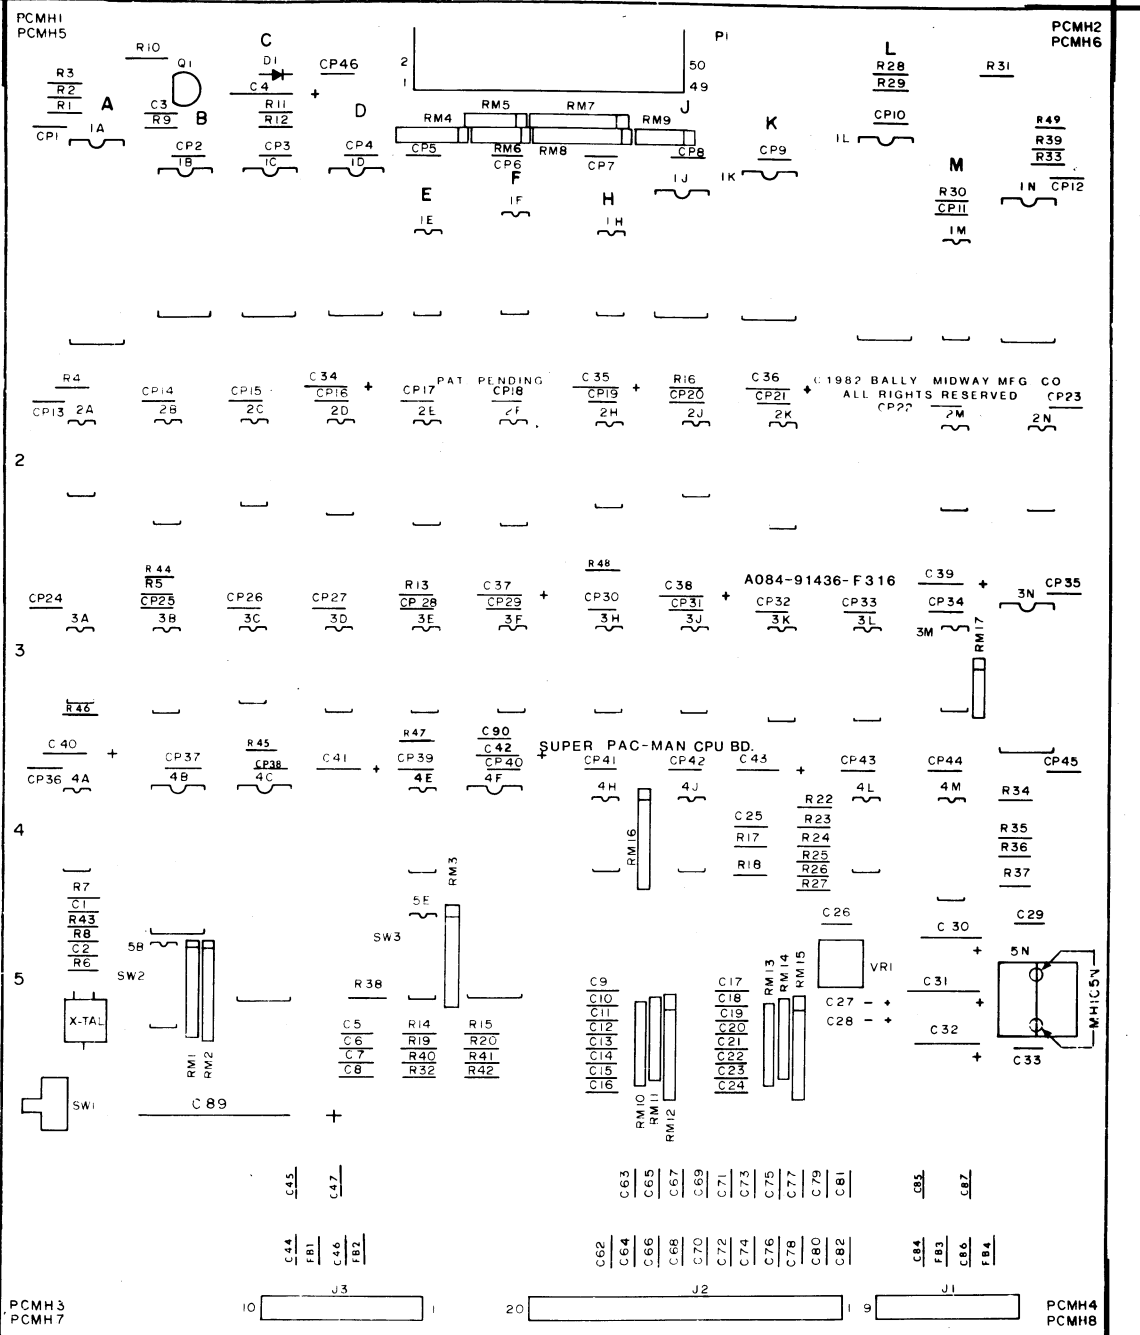 PCMH1
PCMH5
PCMH2
PCMH6
R10
C
D1
CP46
2
1
50
49
P1
L
R28
R29
R31
R3
R2
R1
A
1A
CP1
Q1
C3
R9
B
C4
+
R11
R12
D
RM5
RM7
J
RM4
RM9
RM6
RM8
K
CP10
1L
R49
R39
R33
CP2
1B
CP3
1C
CP4
1D
CP5
CP6
CP7
CP8
CP9
M
CP12
E
F
H
1J
1K
1N
1E
1F
1H
R30
CP11
1M
R4
CP13
2A
CP14
2B
CP15
2C
C34
+
CP16
2D
PAT PENDING
CP17
2E
CP18
2F
C35
+
CP19
2H
R16
CP20
2J
C36
+
CP21
2K
C 1982 BALLY MIDWAY MFG CO
ALL RIGHTS RESERVED
CP22
2M
CP23
2N
2
R44
R5
CP24
3A
CP25
3B
CP26
3C
CP27
3D
R13
CP28
3E
C37
+
CP29
3F
R48
CP30
3H
C38
+
CP31
3J
A084-91436-F316
CP32
3K
CP33
3L
C39
+
CP34
3M
3N
CP35
RM17
3
R46
C40
+
CP36
4A
CP37
4B
R45
CP38
4C
C41
+
R47
CP39
4E
C90
C42
CP40
4F
SUPER PAC-MAN CPU BD.
CP41
4H
CP42
4J
C43
+
CP43
4L
CP44
4M
CP45
R34
4
RM16
C25
R17
R18
R22
R23
R24
R25
R26
R27
R35
R36
R37
R7
C1
R43
R8
C2
R6
RM3
5E
SW3
5B
SW2
C26
C30
+
C29
5N
5
X-TAL
RM1
RM2
R38
C9
C10
C11
C12
C13
C14
C15
C16
C17
C18
C19
C20
C21
C22
C23
C24
RM13
RM14
RM15
VR1
C27 - +
C28 - +
C31
+
C32
+
C33
MH1C5N
C5
C6
C7
C8
R14
R19
R40
R32
R15
R20
R41
R42
RM10
RM11
RM12
SW1
C89
+
C45
C47
C63
C65
C67
C69
C71
C73
C75
C77
C79
C81
C85
C87
C44
FB1
C46
FB2
C62
C64
C66
C68
C70
C72
C74
C76
C78
C80
C82
C84
FB3
C86
FB4
PCMH3
PCMH7
10
J3
1
20
J2
1
9
J1
PCMH4
PCMH8